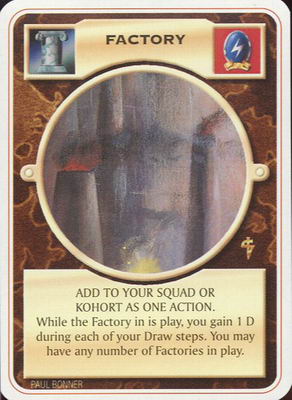 FACTORY
ADD TO YOUR SQUAD OR
KOHORT AS ONE ACTION.
While the Factory in is play, you gain 1 D
during each of your Draw steps. You may
have any number of Factories in play.
PAUL BONNER